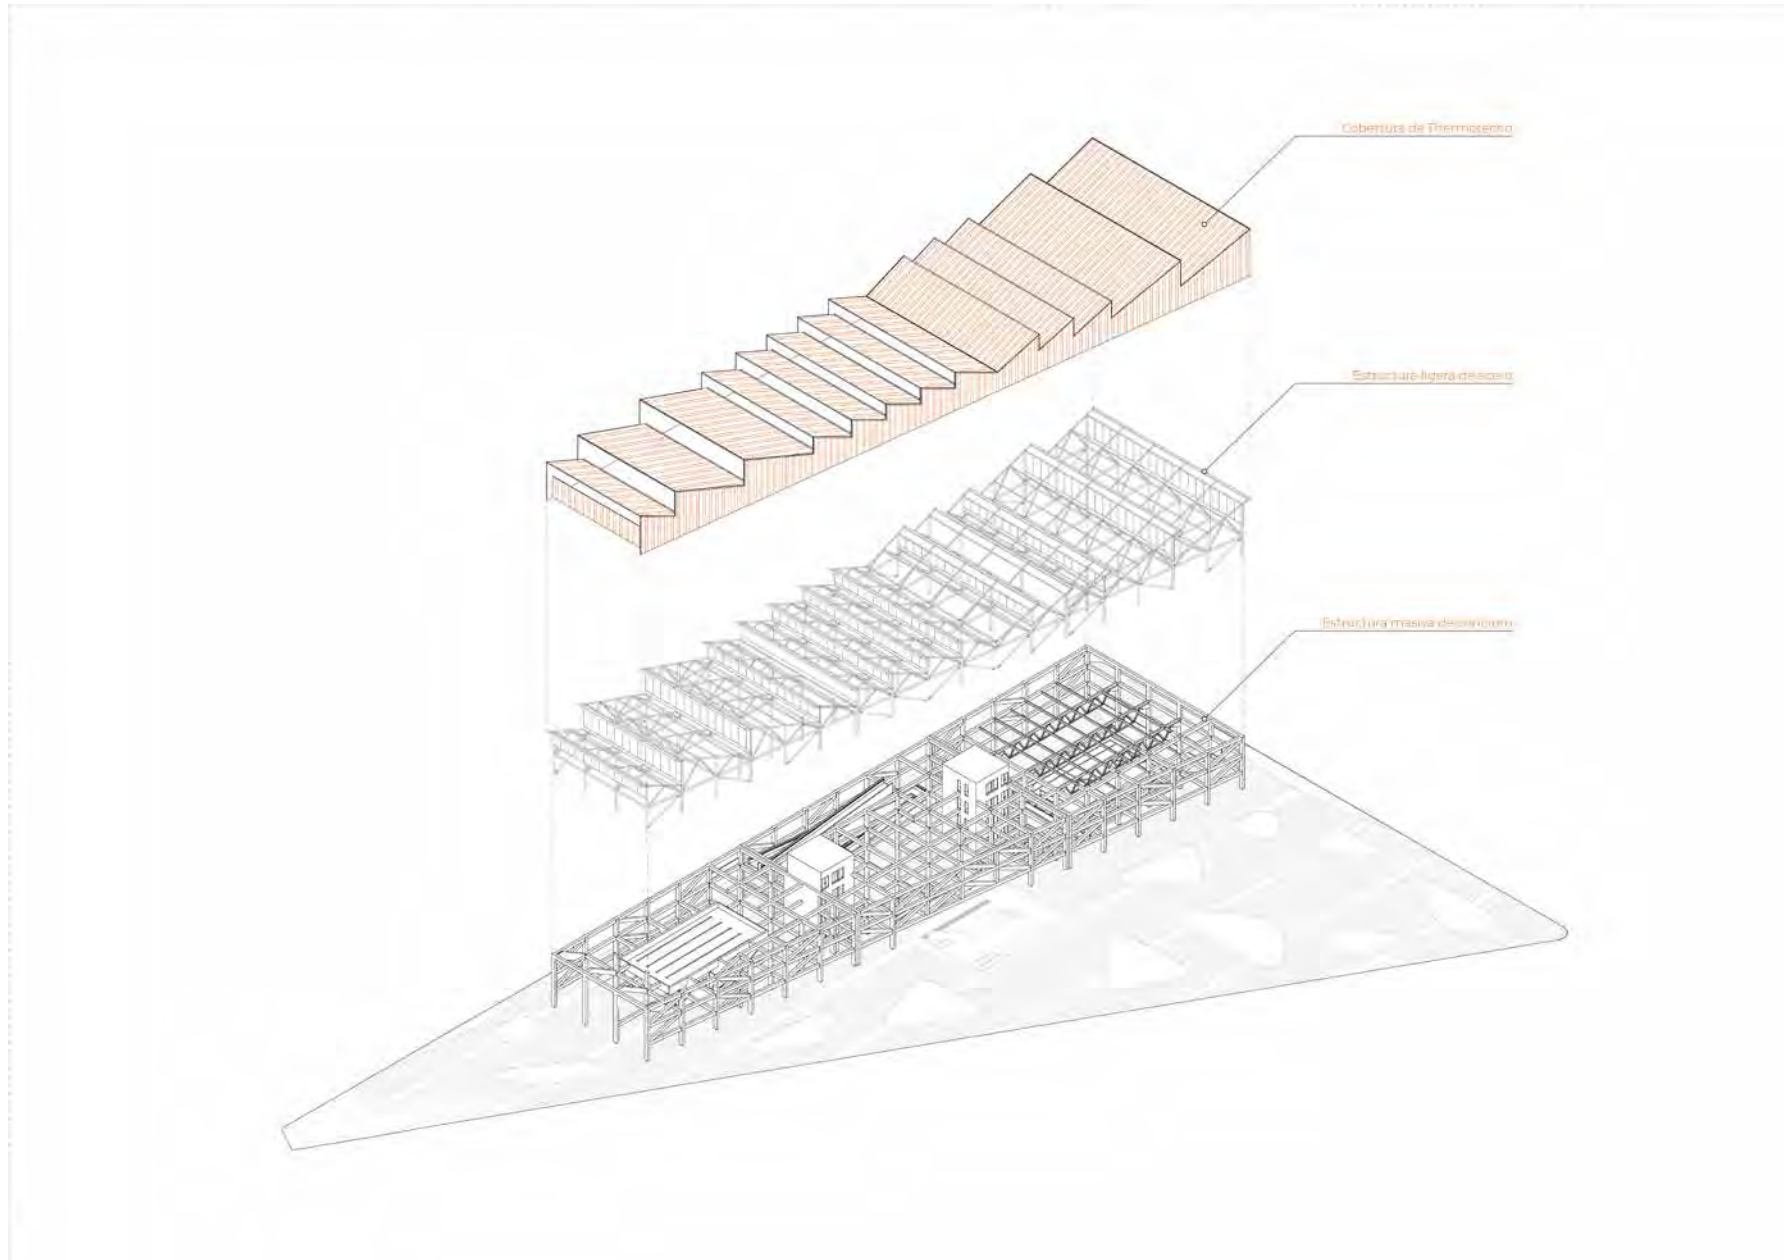 Cobertura de Thermotecho
Estructura ligera de acero
Estructura masiva de concreto